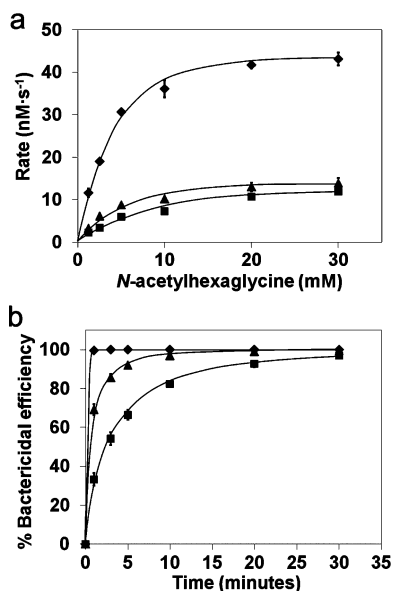 a
50
40
30
20
10
0
Rate (nM·s⁻¹)
0 10 20 30
N-acetylhexaglycine (mM)
b
100
80
60
40
20
0
% Bactericidal efficiency
0 5 10 15 20 25 30 35
Time (minutes)